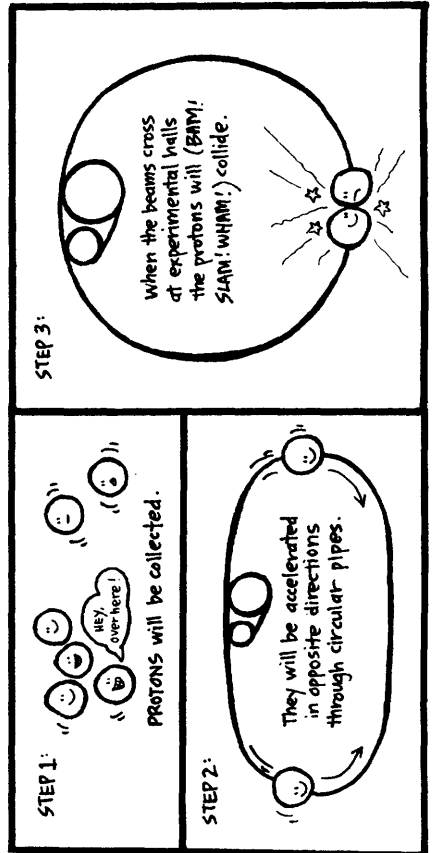 STEP 1:
HEY,
over here!
PROTONS will be collected.
STEP 2:
They will be accelerated
in opposite directions
through circular pipes.
STEP 3:
When the beams cross
at experimental halls
the protons will (BAM!
SLAM! WHAM!) collide.